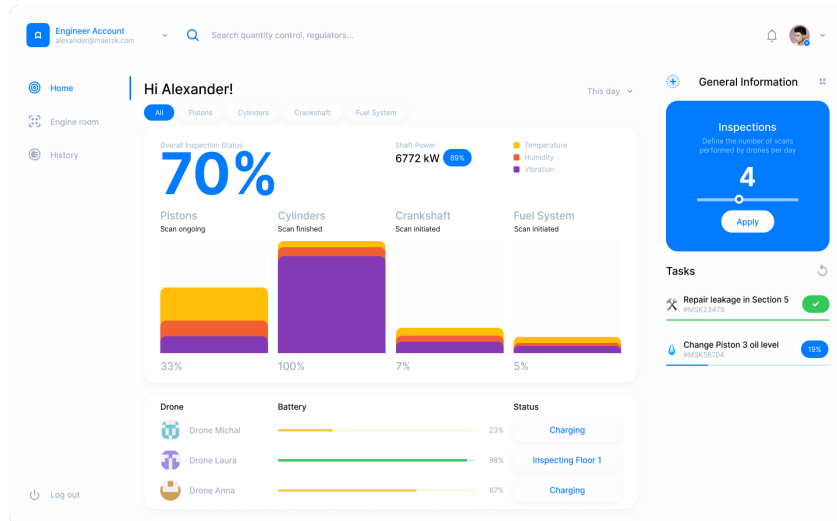 Engineer Account
alexander@maersk.com
Search quantity control, regulators...
Home
Engine room
History
Log out
Hi Alexander!
This day
All
Pistons
Cylinders
Crankshaft
Fuel System
Overall Inspection Status
70%
Shaft Power
6772 kW
89%
Temperature
Humidity
Vibration
Pistons
Scan ongoing
33%
Cylinders
Scan finished
100%
Crankshaft
Scan initiated
7%
Fuel System
Scan initiated
5%
Drone
Battery
Status
Drone Michal
23%
Charging
Drone Laura
98%
Inspecting Floor 1
Drone Anna
67%
Charging
General Information
Inspections
Define the number of scans
performed by drones per day
4
Apply
Tasks
Repair leakage in Section 5
#MSK23479
Change Piston 3 oil level
#MSK58704
19%